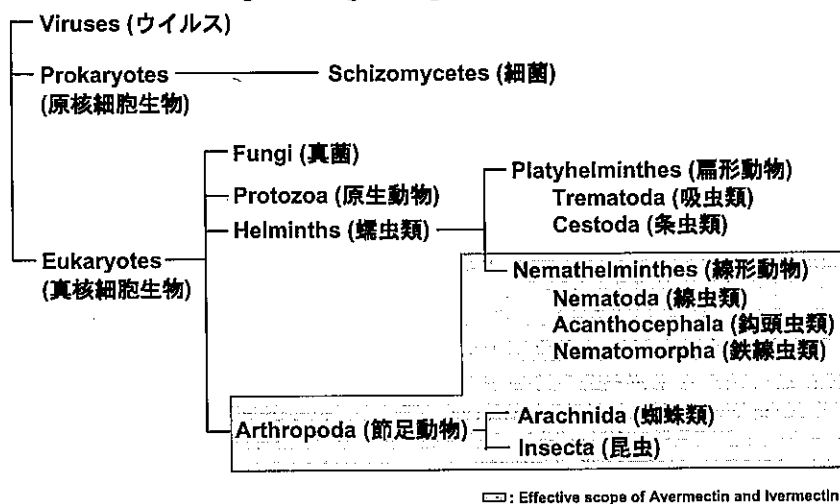 Viruses (ウイルス)
Prokaryotes
(原核細胞生物)
Schizomycetes (細菌)
Fungi (真菌)
Protozoa (原生動物)
Helminths (蠕虫類)
Platyhelminthes (扁形動物)
Trematoda (吸虫類)
Cestoda (条虫類)
Eukaryotes
(真核細胞生物)
Nemathelminthes (線形動物)
Nematoda (線虫類)
Acanthocephala (鈎頭虫類)
Nematomorpha (鉄線虫類)
Arthropoda (節足動物)
Arachnida (蜘蛛類)
Insecta (昆虫)
: Effective scope of Avermectin and Ivermectin